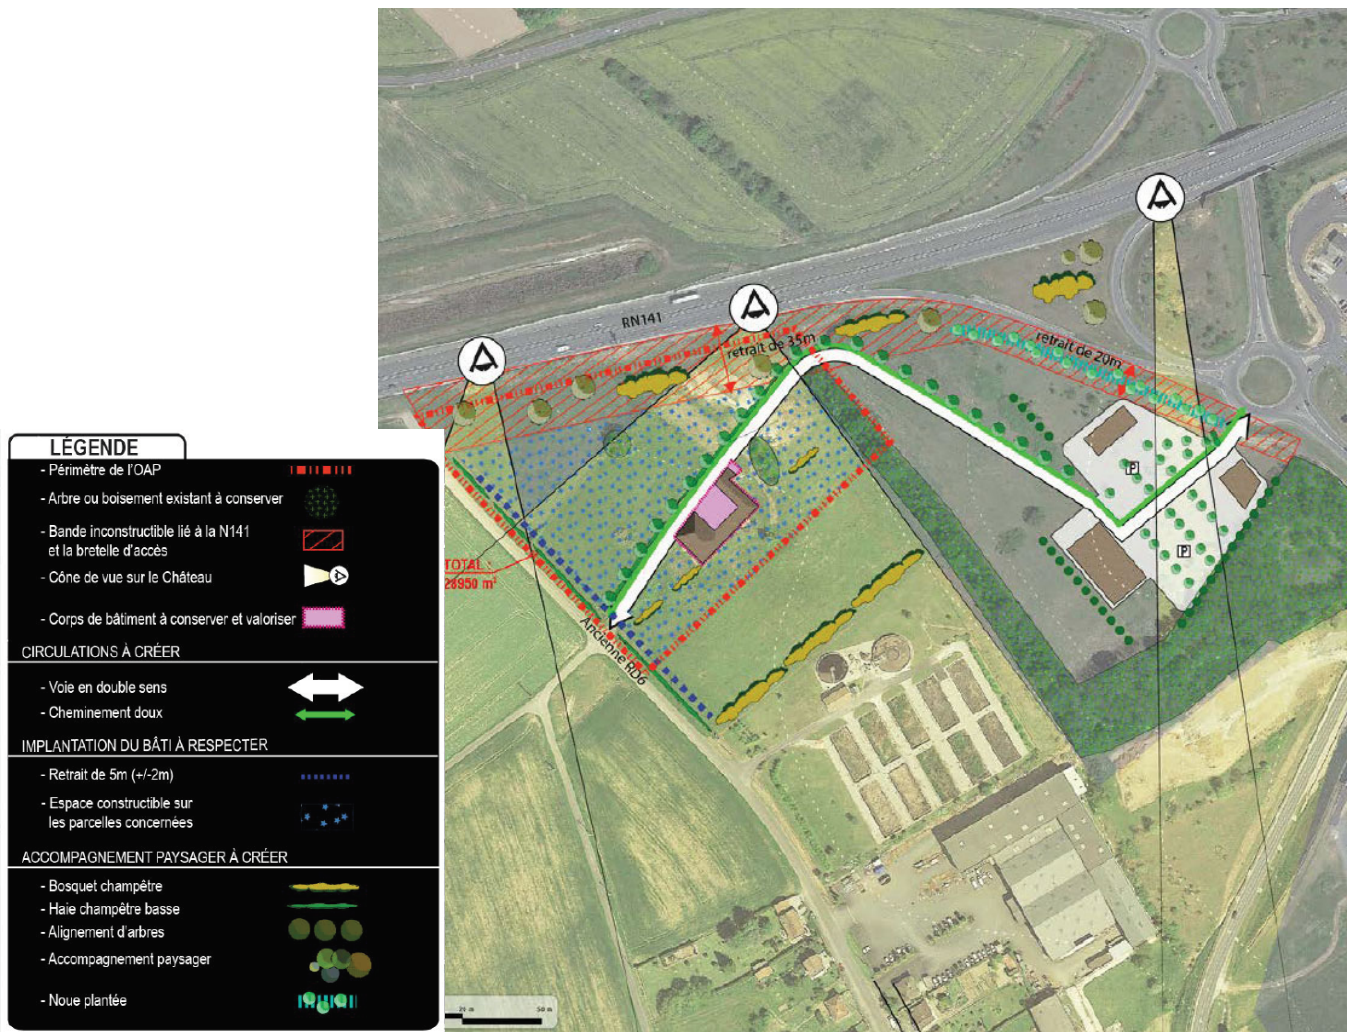 RN141
retrait de 35m
retrait de 20m
P
P
TOTAL :
28950 m²
Ancienne RD6
LÉGENDE
- Périmètre de l'OAP
- Arbre ou boisement existant à conserver
- Bande inconstructible lié à la N141
et la bretelle d'accès
- Cône de vue sur le Château
- Corps de bâtiment à conserver et valoriser
CIRCULATIONS À CRÉER
- Voie en double sens
- Cheminement doux
IMPLANTATION DU BÂTI À RESPECTER
- Retrait de 5m (+/-2m)
- Espace constructible sur
les parcelles concernées
ACCOMPAGNEMENT PAYSAGER À CRÉER
- Bosquet champêtre
- Haie champêtre basse
- Alignement d'arbres
- Accompagnement paysager
- Noue plantée
50 m